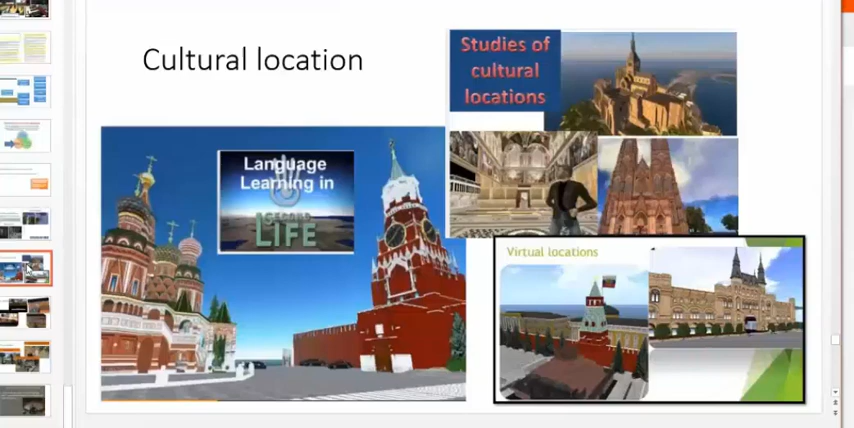 Cultural location
Studies of
cultural
locations
Language
Learning in
SECOND
LIFE
Virtual locations